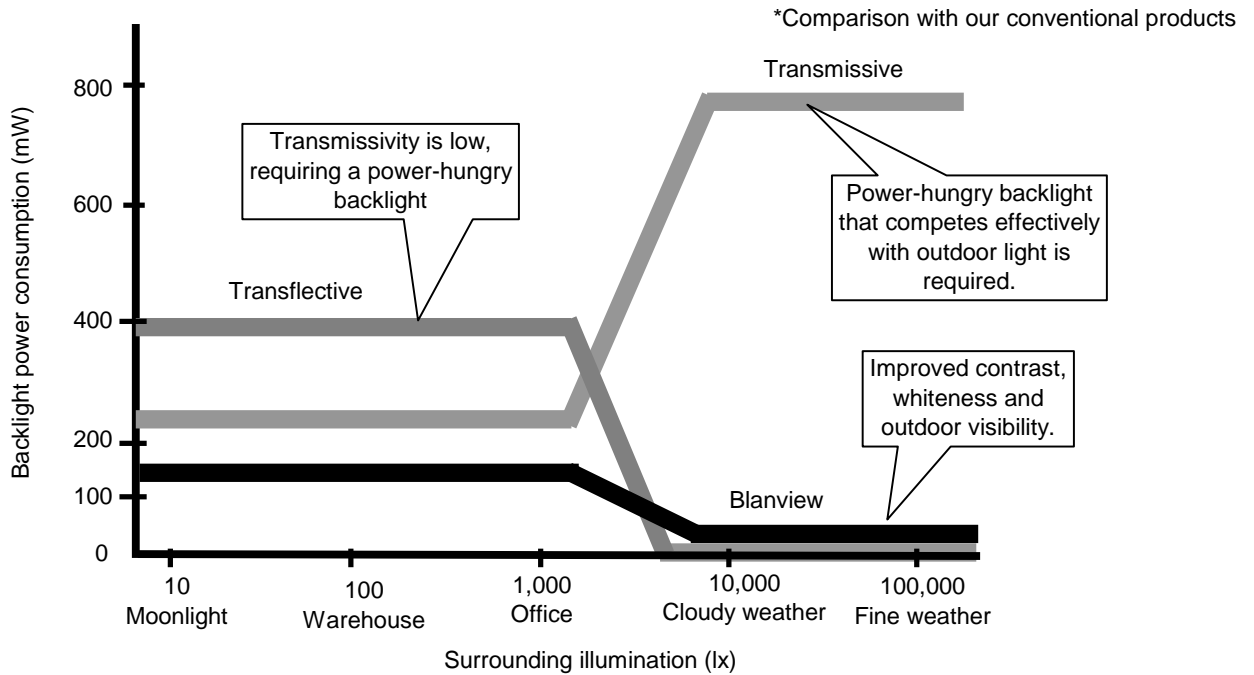 *Comparison with our conventional products
Backlight power consumption (mW)
800
600
400
200
100
0
Transmissive
Transmissivity is low,
requiring a power-hungry
backlight
Power-hungry backlight
that competes effectively
with outdoor light is
required.
Transflective
Improved contrast,
whiteness and
outdoor visibility.
Blanview
10
Moonlight
100
Warehouse
1,000
Office
10,000
Cloudy weather
100,000
Fine weather
Surrounding illumination (lx)